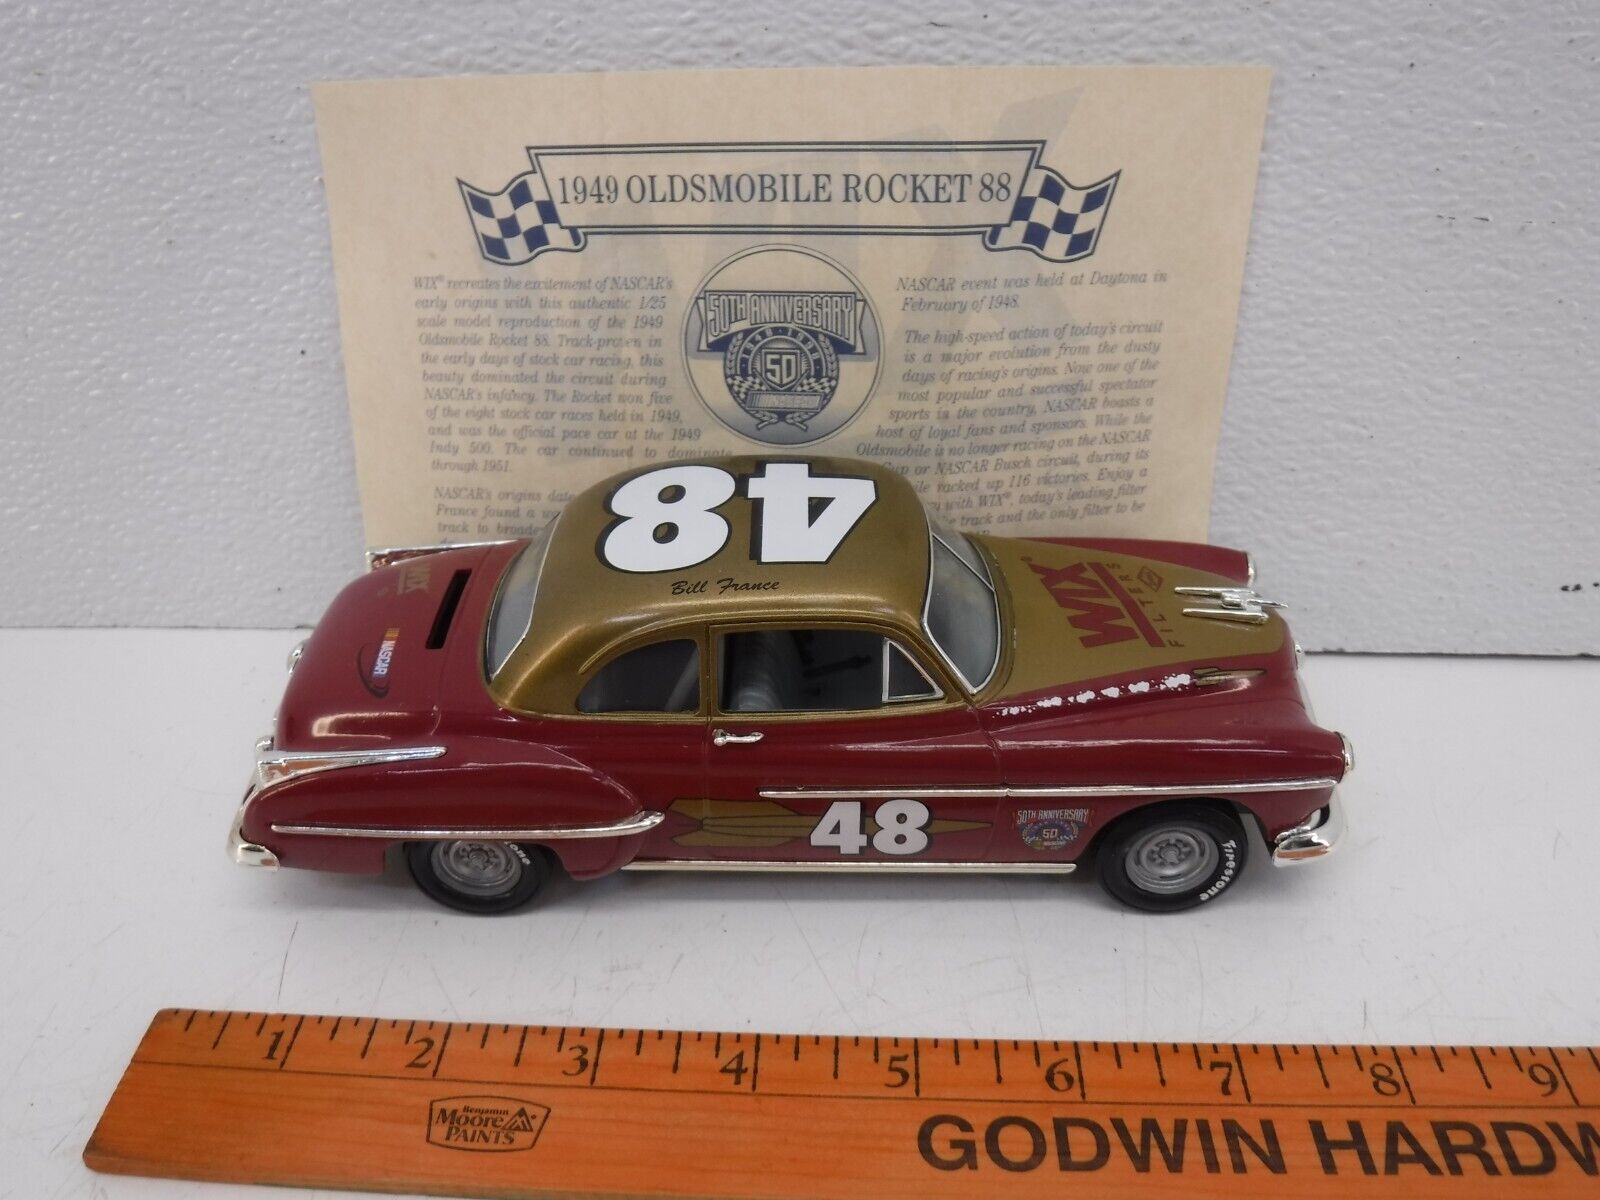 1949 OLDSMOBILE ROCKET 88
WIX® recreates the excitement of NASCAR's
early origins with this authentic 1/25
scale model reproduction of the 1949
Oldsmobile Rocket 88. Track-proven in
the early days of stock car racing, this
beauty dominated the circuit during
NASCAR's infancy. The Rocket won five
of the eight stock car races held in 1949,
and was the official pace car at the 1949
Indy 500. The car continued to dominate
through 1951.
NASCAR's origins date
France found a
track to
50TH ANNIVERSARY
1948 - 1998
50
NASCAR
NASCAR event was held at Daytona in
February of 1948.
The high-speed action of today's circuit
is a major evolution from the dusty
days of racing's origins. Now one of the
most popular and successful spectator
sports in the country, NASCAR boasts a
host of loyal fans and sponsors. While the
Oldsmobile is no longer racing on the NASCAR
Cup or NASCAR Busch circuit, during its
racked up 116 victories. Enjoy a
with WIX®, today's leading filter
track and the only filter to be
48
Bill France
WIX®
FILTERS
WIX
NASCAR
48
50TH ANNIVERSARY
50
NASCAR
Firestone
1 2 3 4 5 6 7 8 9
Benjamin
Moore
PAINTS
GODWIN HARDW